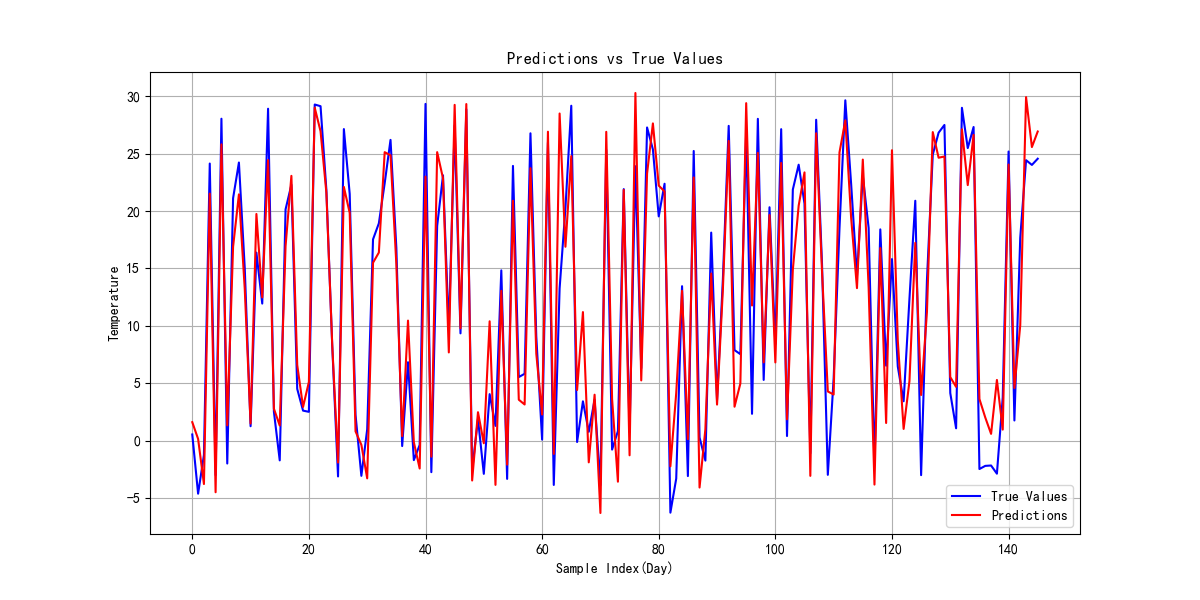 Predictions vs True Values
Temperature
30
25
20
15
10
5
0
−5
0 20 40 60 80 100 120 140
Sample Index(Day)
True Values
Predictions